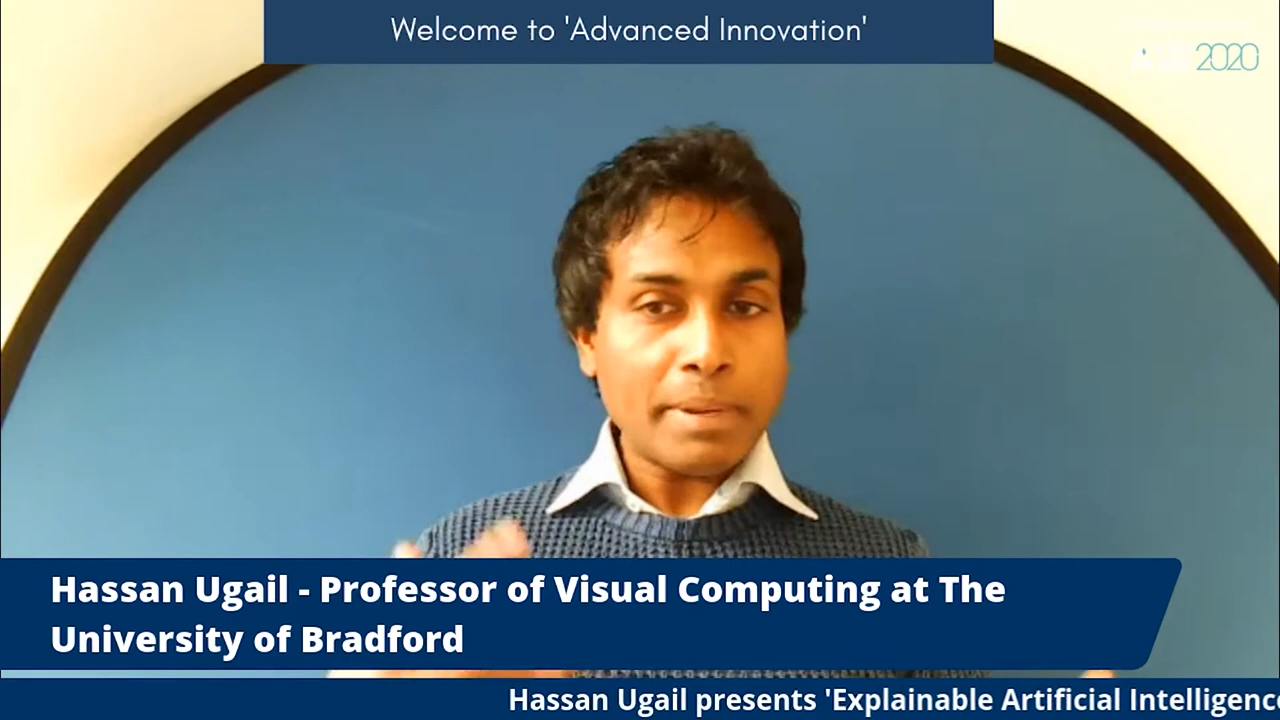 Welcome to 'Advanced Innovation'
2020
Hassan Ugail - Professor of Visual Computing at The
University of Bradford
Hassan Ugail presents 'Explainable Artificial Intelligence